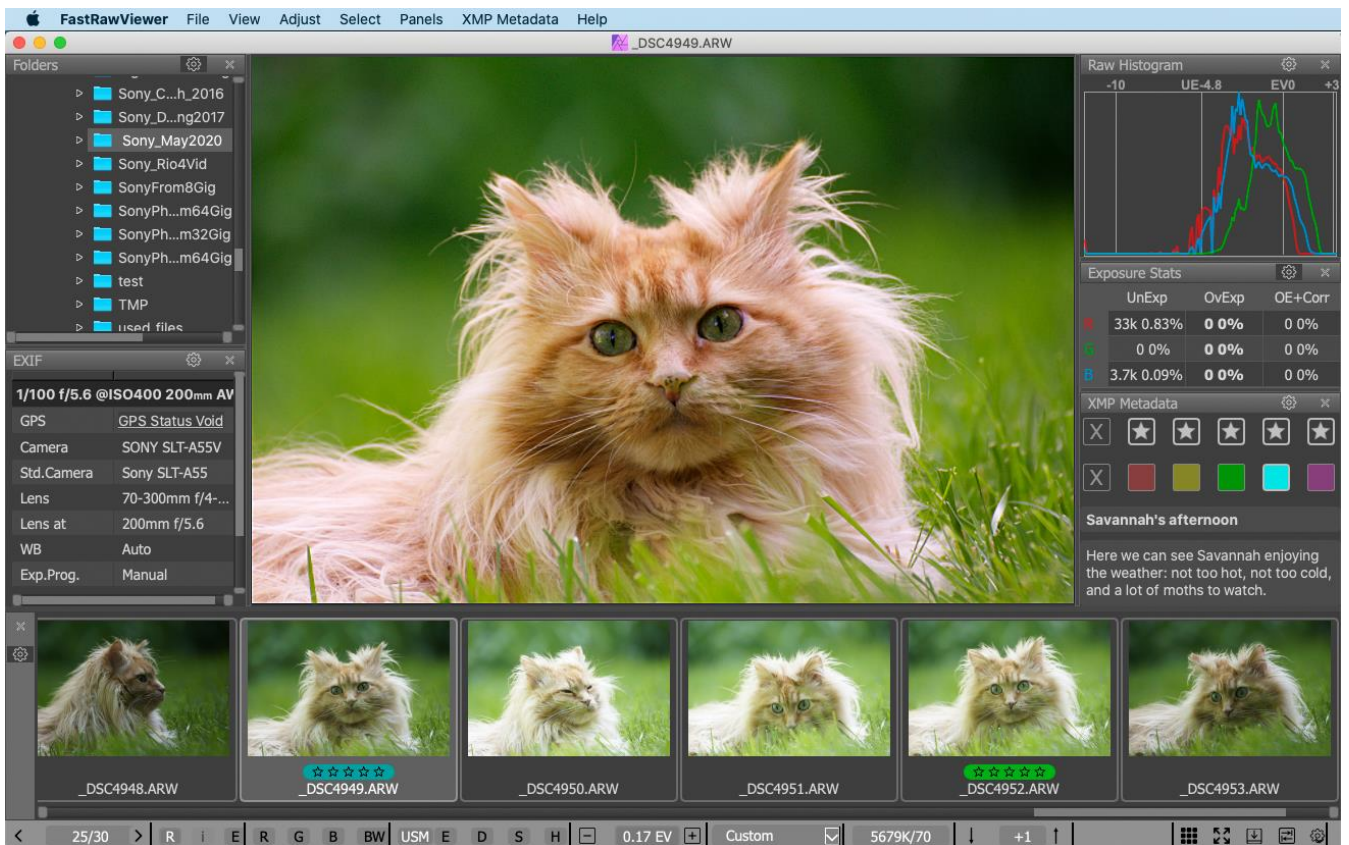 FastRawViewer File View Adjust Select Panels XMP Metadata Help
_DSC4949.ARW
Folders
Sony_C...h_2016
Sony_D...ng2017
Sony_May2020
Sony_Rio4Vid
SonyFrom8Gig
SonyPh...m64Gig
SonyPh...m32Gig
SonyPh...m64Gig
test
TMP
used_files
EXIF
1/100 f/5.6 @ISO400 200mm AW
GPS GPS Status Void
Camera SONY SLT-A55V
Std.Camera Sony SLT-A55
Lens 70-300mm f/4-...
Lens at 200mm f/5.6
WB Auto
Exp.Prog. Manual
Raw Histogram
-10 UE-4.8 EV0 +3
Exposure Stats
UnExp OvExp OE+Corr
R 33k 0.83% 0 0% 0 0%
G 0 0% 0 0% 0 0%
B 3.7k 0.09% 0 0% 0 0%
XMP Metadata
X
X
Savannah's afternoon
Here we can see Savannah enjoying
the weather: not too hot, not too cold,
and a lot of moths to watch.
_DSC4948.ARW _DSC4949.ARW _DSC4950.ARW _DSC4951.ARW _DSC4952.ARW _DSC4953.ARW
25/30 R i E R G B BW USM E D S H 0.17 EV Custom 5679K/70 +1